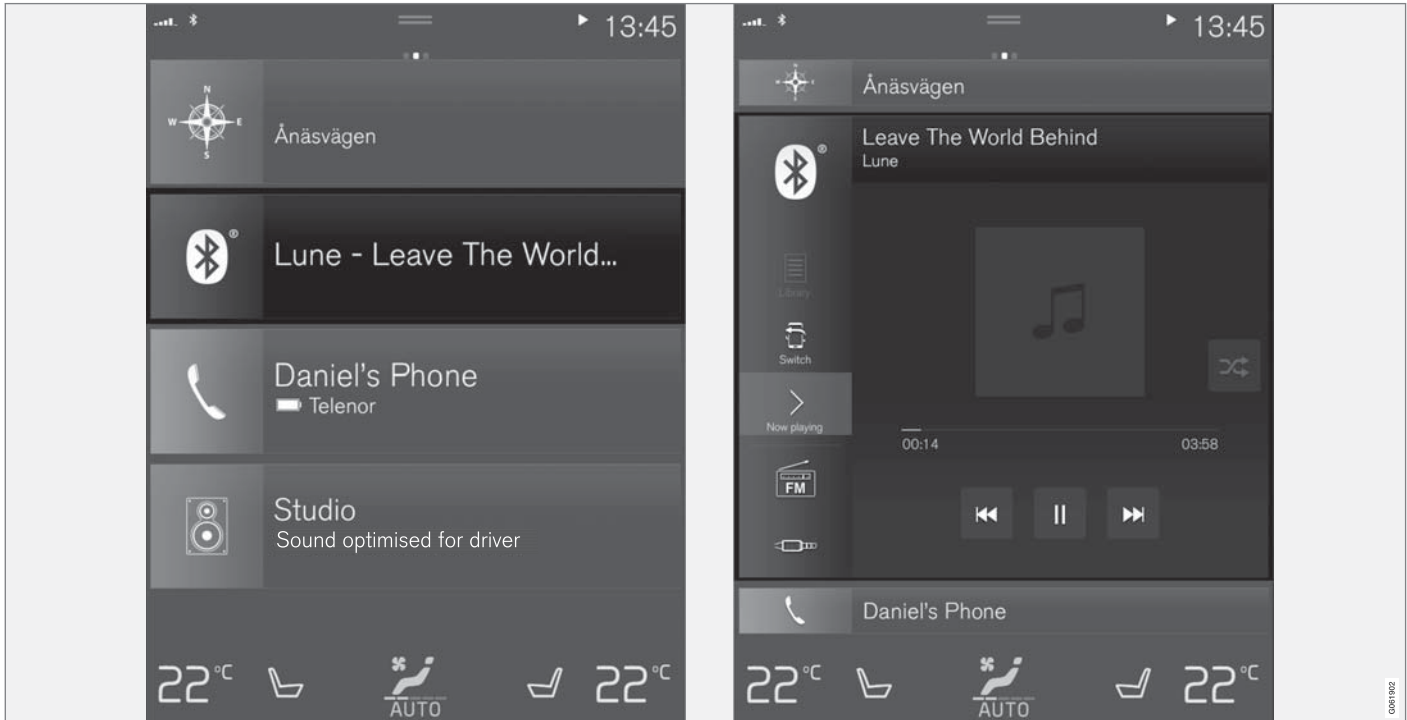 13:45
N
W E
S
Ånäsvägen
®
Lune - Leave The World...
Daniel's Phone
Telenor
Studio
Sound optimised for driver
22°C
AUTO
22°C
13:45
N
W E
S
Ånäsvägen
®
Leave The World Behind
Lune
Library
Switch
Now playing
00:14
03:58
FM
Daniel's Phone
22°C
AUTO
22°C
G061902